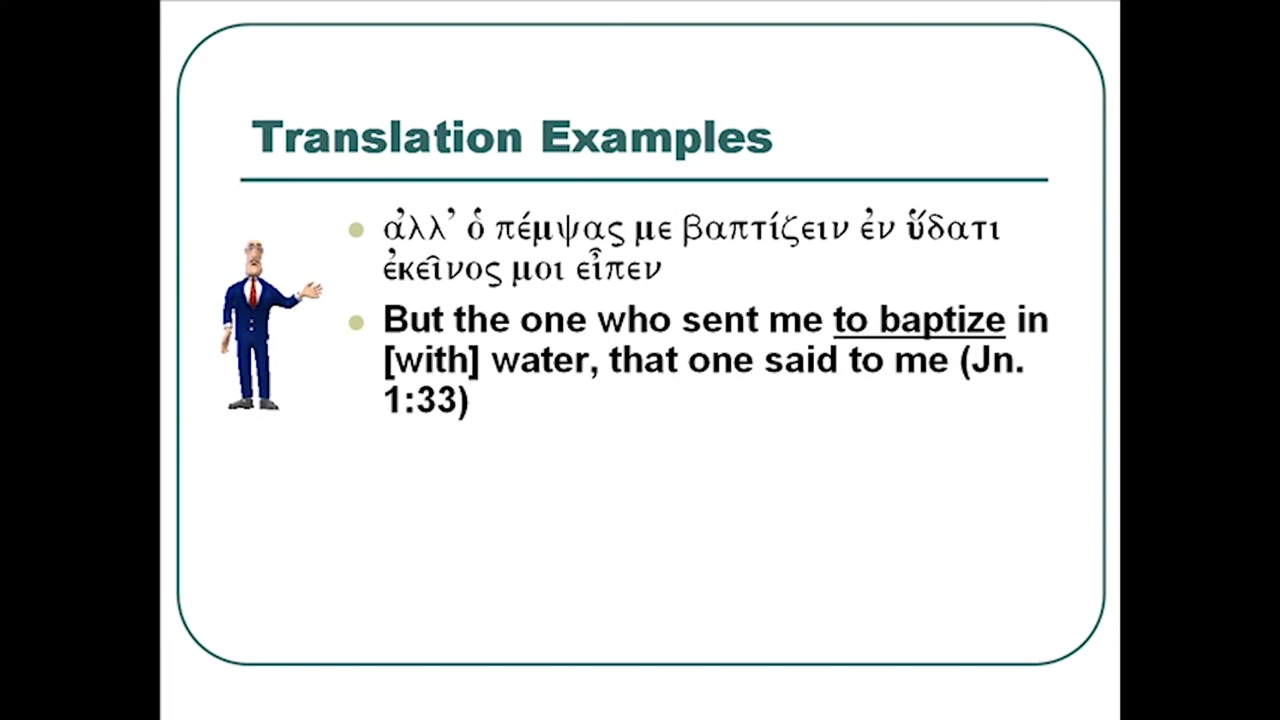 Translation Examples
ἀλλ’ ὁ πέμψας με βαπτίζειν ἐν ὕδατι
ἐκεῖνος μοι εἶπεν
But the one who sent me to baptize in
[with] water, that one said to me (Jn.
1:33)